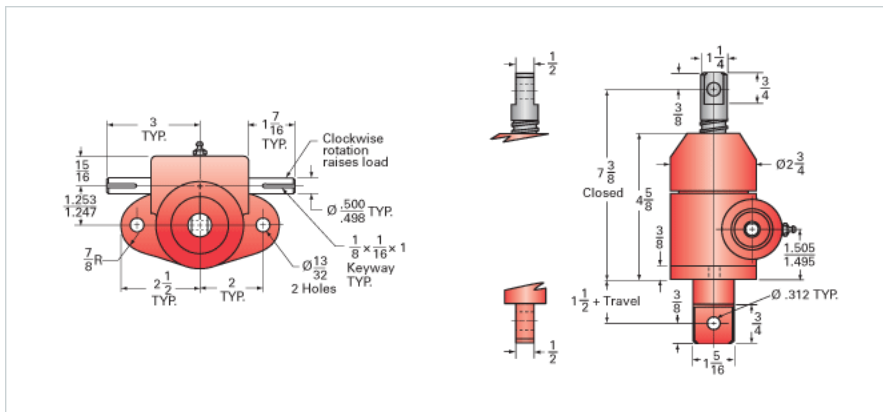 3
TYP.
1 7/16
TYP.
Clockwise
rotation
raises load
15/16
1.253
1.247
Ø .500/.498 TYP.
1/8 × 1/16 × 1
Keyway
TYP.
7/8 R
Ø 13/32
2 Holes
2 1/2
TYP.
2
TYP.
1/2
1/2
1 1/4
3/4
3/8
7 3/8
Closed
Ø2 3/4
4 5/8
3/8
1.505
1.495
1 1/2 + Travel
3/8
Ø .312 TYP.
3/4
1 5/16